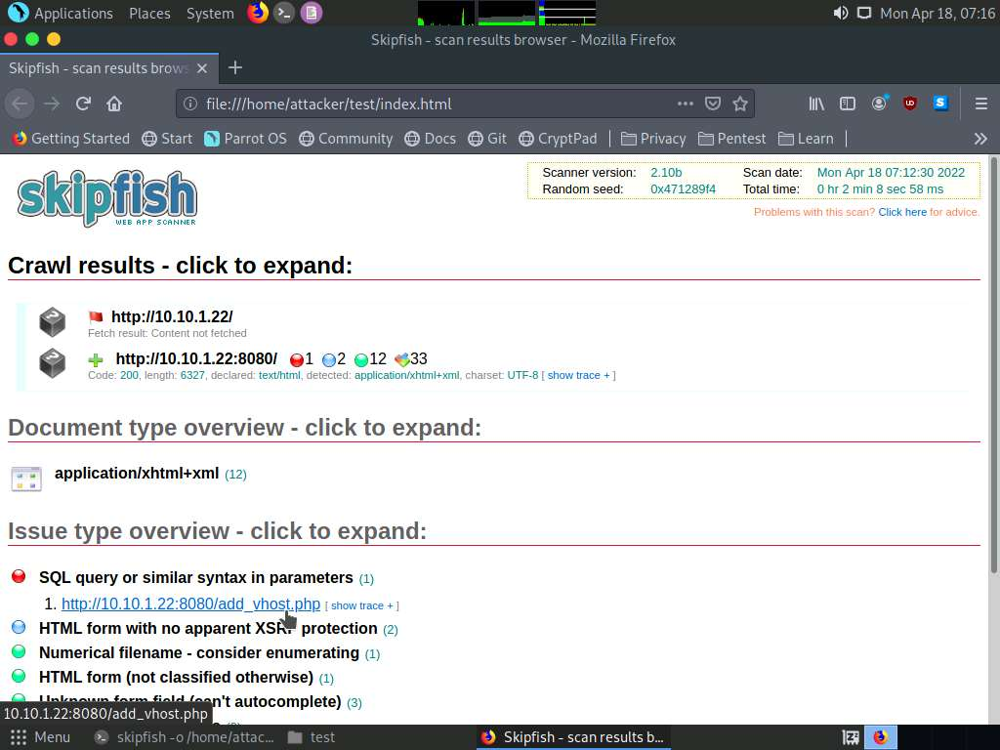 Applications Places System Mon Apr 18, 07:16
Skipfish - scan results browser - Mozilla Firefox
Skipfish - scan results brows
file:///home/attacker/test/index.html
Getting Started Start Parrot OS Community Docs Git CryptPad Privacy Pentest Learn
skipfish
WEB APP SCANNER
Scanner version: 2.10b Scan date: Mon Apr 18 07:12:30 2022
Random seed: 0x471289f4 Total time: 0 hr 2 min 8 sec 58 ms
Problems with this scan? Click here for advice.
Crawl results - click to expand:
http://10.10.1.22/
Fetch result: Content not fetched
http://10.10.1.22:8080/ 1 2 12 33
Code: 200, length: 6327, declared: text/html, detected: application/xhtml+xml, charset: UTF-8 [ show trace + ]
Document type overview - click to expand:
application/xhtml+xml (12)
Issue type overview - click to expand:
SQL query or similar syntax in parameters (1)
1. http://10.10.1.22:8080/add_vhost.php [ show trace + ]
HTML form with no apparent XSRF protection (2)
Numerical filename - consider enumerating (1)
HTML form (not classified otherwise) (1)
Unknown form field (can't autocomplete) (3)
10.10.1.22:8080/add_vhost.php
Menu skipfish -o /home/attac... test Skipfish - scan results b...